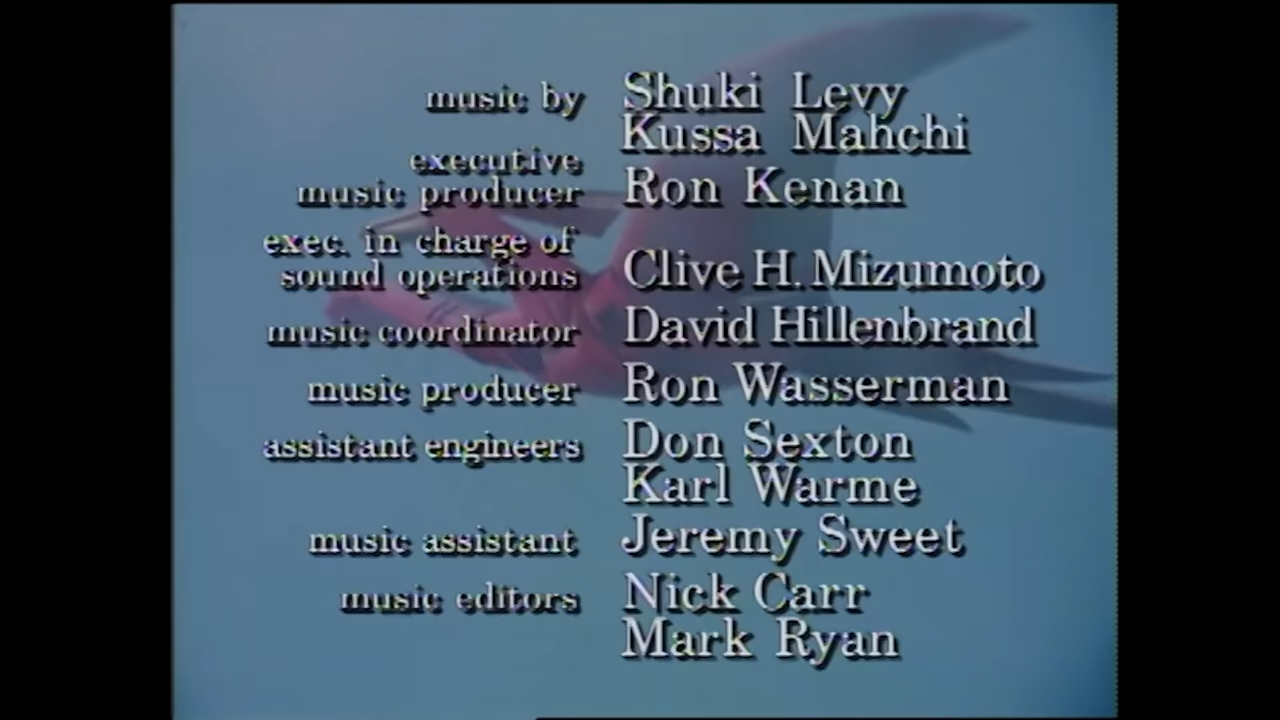 music by Shuki Levy
Kussa Mahchi
executive
music producer Ron Kenan
exec. in charge of
sound operations Clive H. Mizumoto
music coordinator David Hillenbrand
music producer Ron Wasserman
assistant engineers Don Sexton
Karl Warme
music assistant Jeremy Sweet
music editors Nick Carr
Mark Ryan